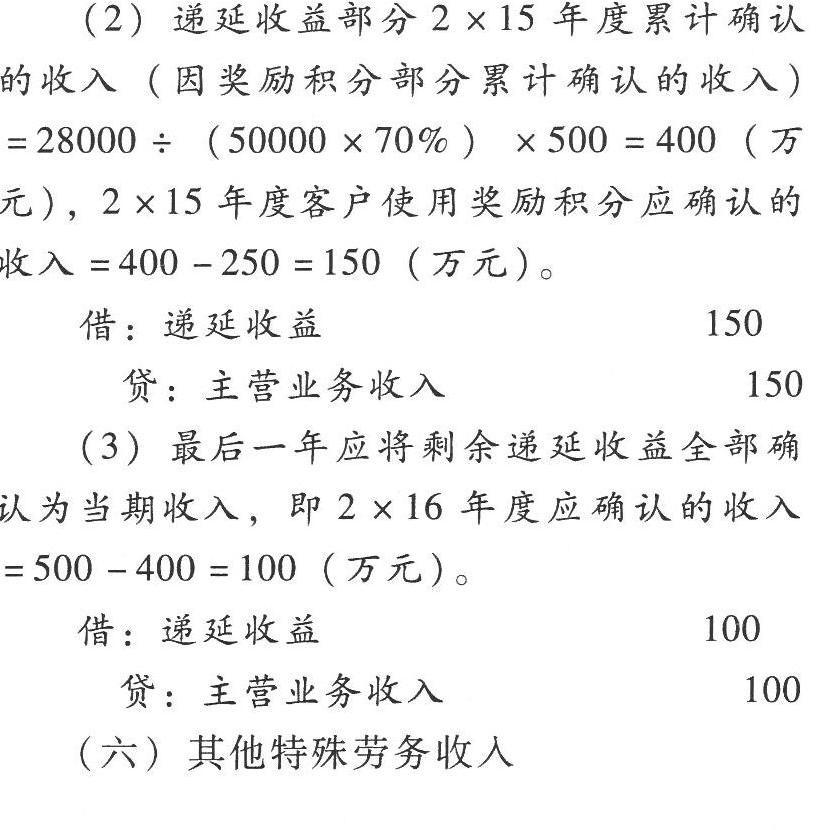 （2）递延收益部分 2×15 年度累计确认
的收入（因奖励积分部分累计确认的收入）
=28000÷（50000×70%）×500=400（万
元），2×15 年度客户使用奖励积分应确认的
收入=400-250=150（万元）。
借：递延收益 150
贷：主营业务收入 150
（3）最后一年应将剩余递延收益全部确
认为当期收入，即 2×16 年度应确认的收入
=500-400=100（万元）。
借：递延收益 100
贷：主营业务收入 100
（六）其他特殊劳务收入